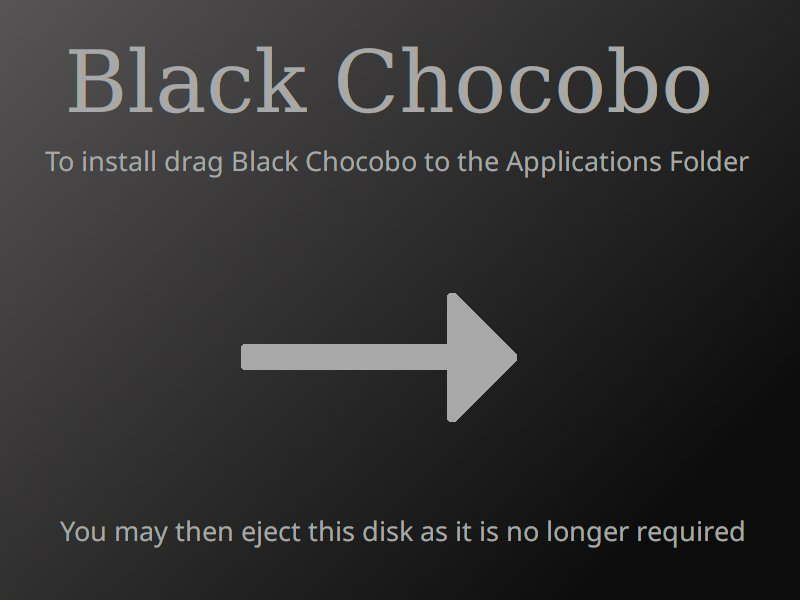 Black Chocobo
To install drag Black Chocobo to the Applications Folder
You may then eject this disk as it is no longer required